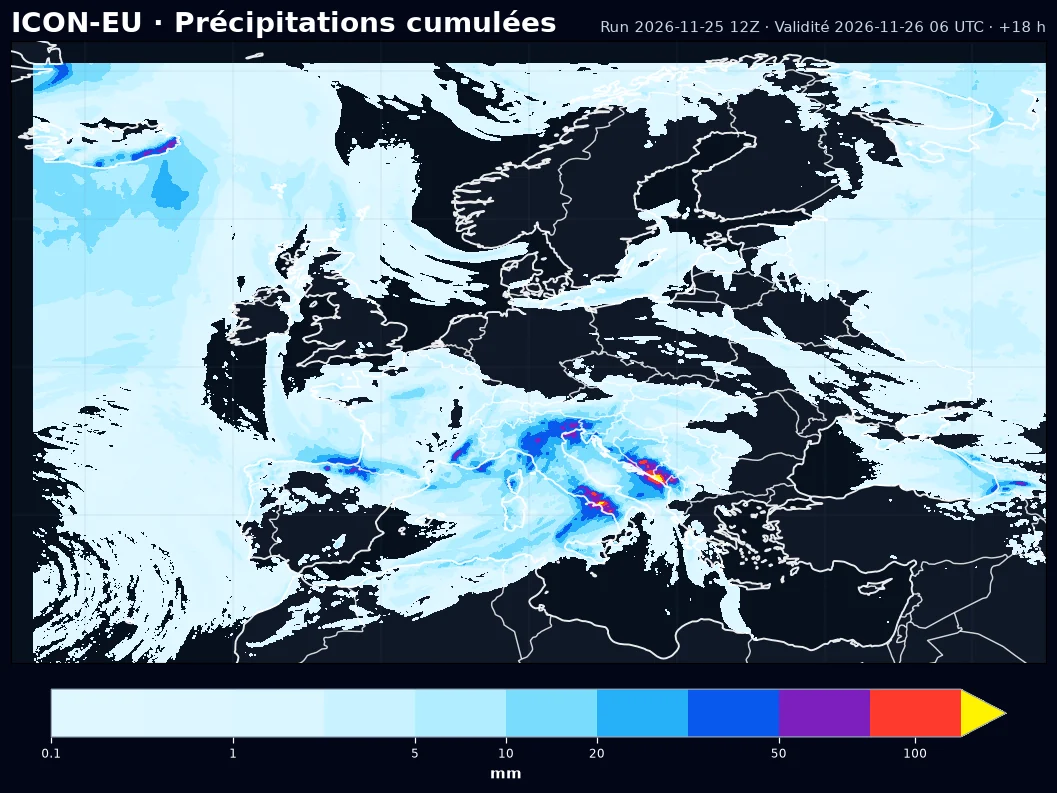 ICON-EU · Précipitations cumulées
Run 2026-11-25 12Z · Validité 2026-11-26 06 UTC · +18 h
0.1 1 5 10 20 50 100
mm